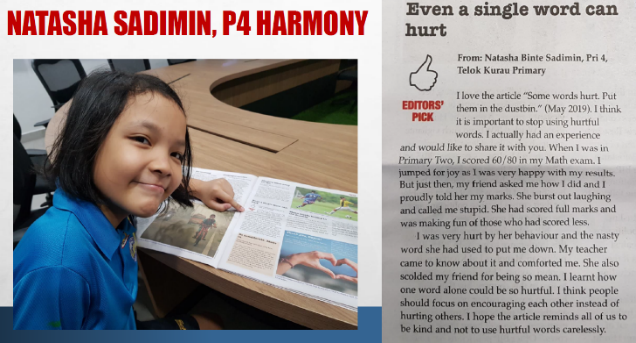 NATASHA SADIMIN, P4 HARMONY
Even a single word can
hurt
EDITORS'
PICK
From: Natasha Binte Sadimin, Pri 4,
Telok Kurau Primary
I love the article “Some words hurt. Put
them in the dustbin.” (May 2019). I think
it is important to stop using hurtful
words. I actually had an experience
and would like to share it with you. When I was in
Primary Two, I scored 60/80 in my Math exam. I
jumped for joy as I was very happy with my results.
But just then, my friend asked me how I did and I
proudly told her my marks. She burst out laughing
and called me stupid. She had scored full marks and
was making fun of those who had scored less.
I was very hurt by her behaviour and the nasty
word she had used to put me down. My teacher
came to know about it and comforted me. She also
scolded my friend for being so mean. I learnt how
one word alone could be so hurtful. I think people
should focus on encouraging each other instead of
hurting others. I hope the article reminds all of us to
be kind and not to use hurtful words carelessly.